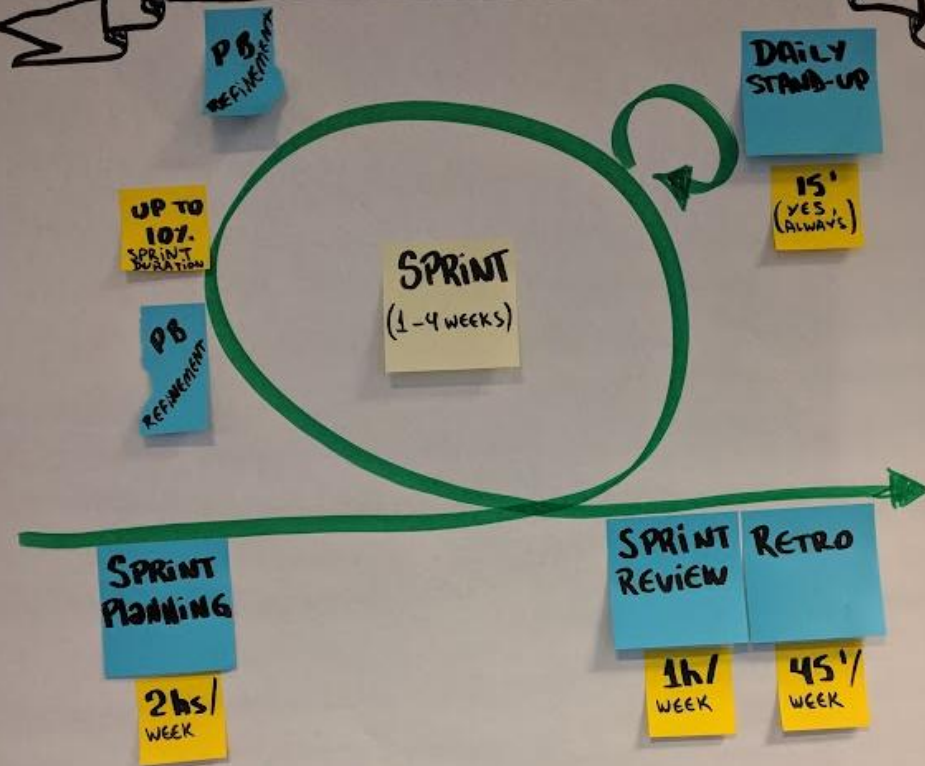 PB
REFINEMENT
DAILY
STAND-UP
15'
(YES,
ALWAYS)
UP TO
10%
SPRINT
DURATION
SPRINT
(1-4 WEEKS)
PB
REFINEMENT
SPRINT
PLANNING
2hs/
WEEK
SPRINT
REVIEW
1h/
WEEK
RETRO
45'/
WEEK